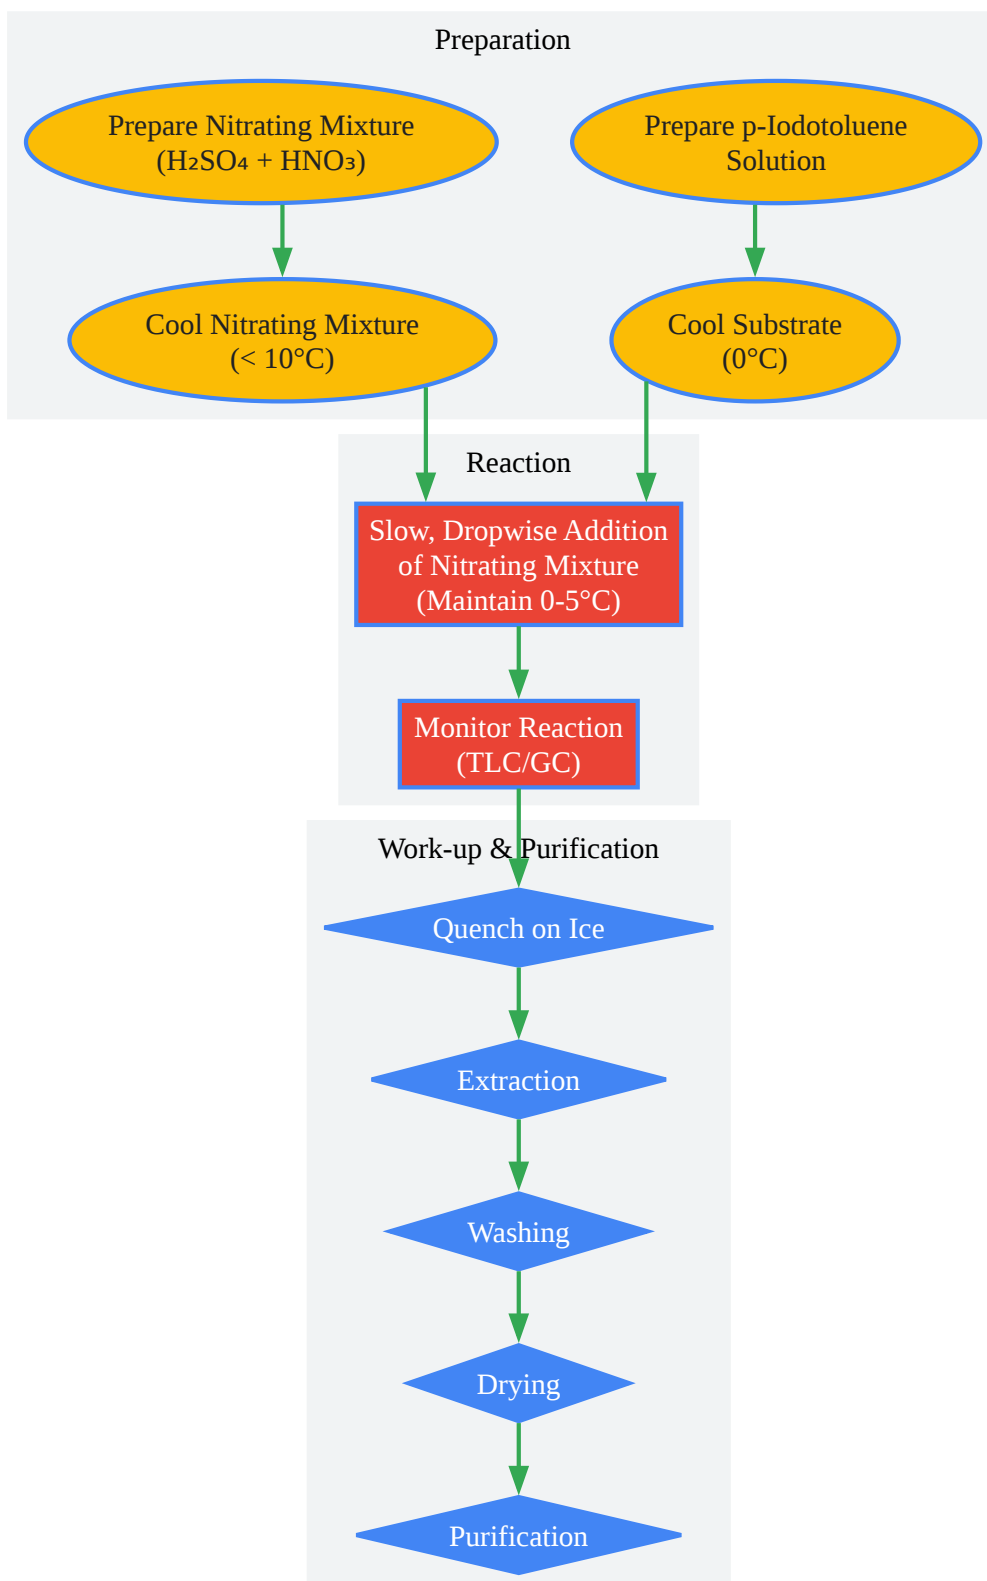 Preparation
Prepare Nitrating Mixture
(H₂SO₄ + HNO₃)
Prepare p-Iodotoluene
Solution
Cool Nitrating Mixture
(< 10°C)
Cool Substrate
(0°C)
Reaction
Slow, Dropwise Addition
of Nitrating Mixture
(Maintain 0-5°C)
Monitor Reaction
(TLC/GC)
Work-up & Purification
Quench on Ice
Extraction
Washing
Drying
Purification